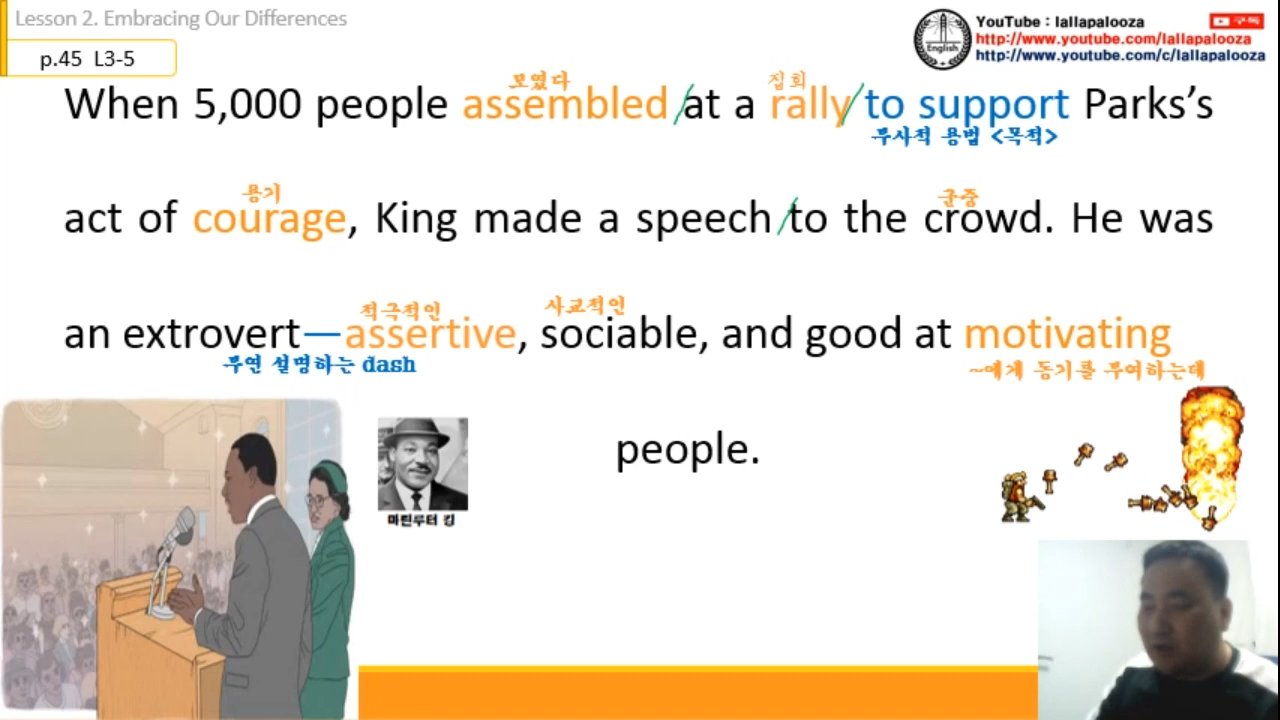 Lesson 2. Embracing Our Differences
p.45 L3-5
YouTube : lallapalooza
구독
http://www.youtube.com/lallapalooza
http://www.youtube.com/c/lallapalooza
English
모였다 집회
When 5,000 people assembled/at a rally/to support Parks's
부사적 용법 <목적>
용기 군중
act of courage, King made a speech/to the crowd. He was
적극적인 사교적인
an extrovert—assertive, sociable, and good at motivating
부연 설명하는 dash ~에게 동기를 부여하는데
people.
마틴루터 킹